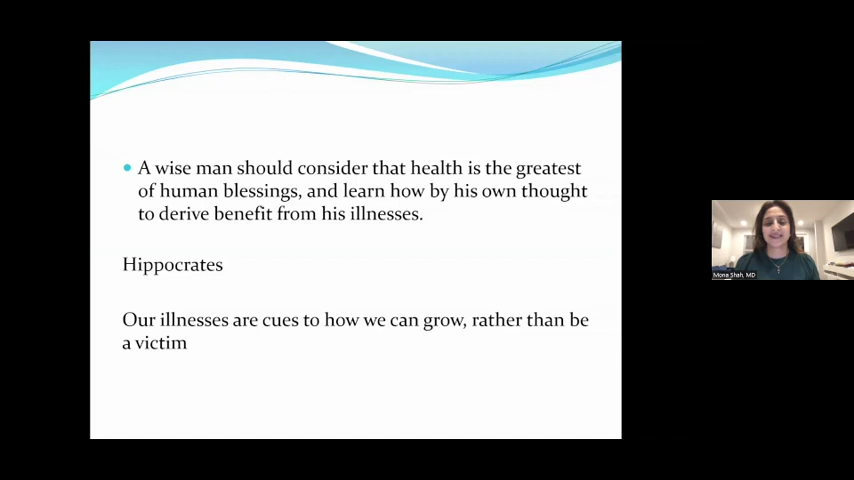 A wise man should consider that health is the greatest
of human blessings, and learn how by his own thought
to derive benefit from his illnesses.
Hippocrates
Our illnesses are cues to how we can grow, rather than be
a victim
Mona Shah, MD